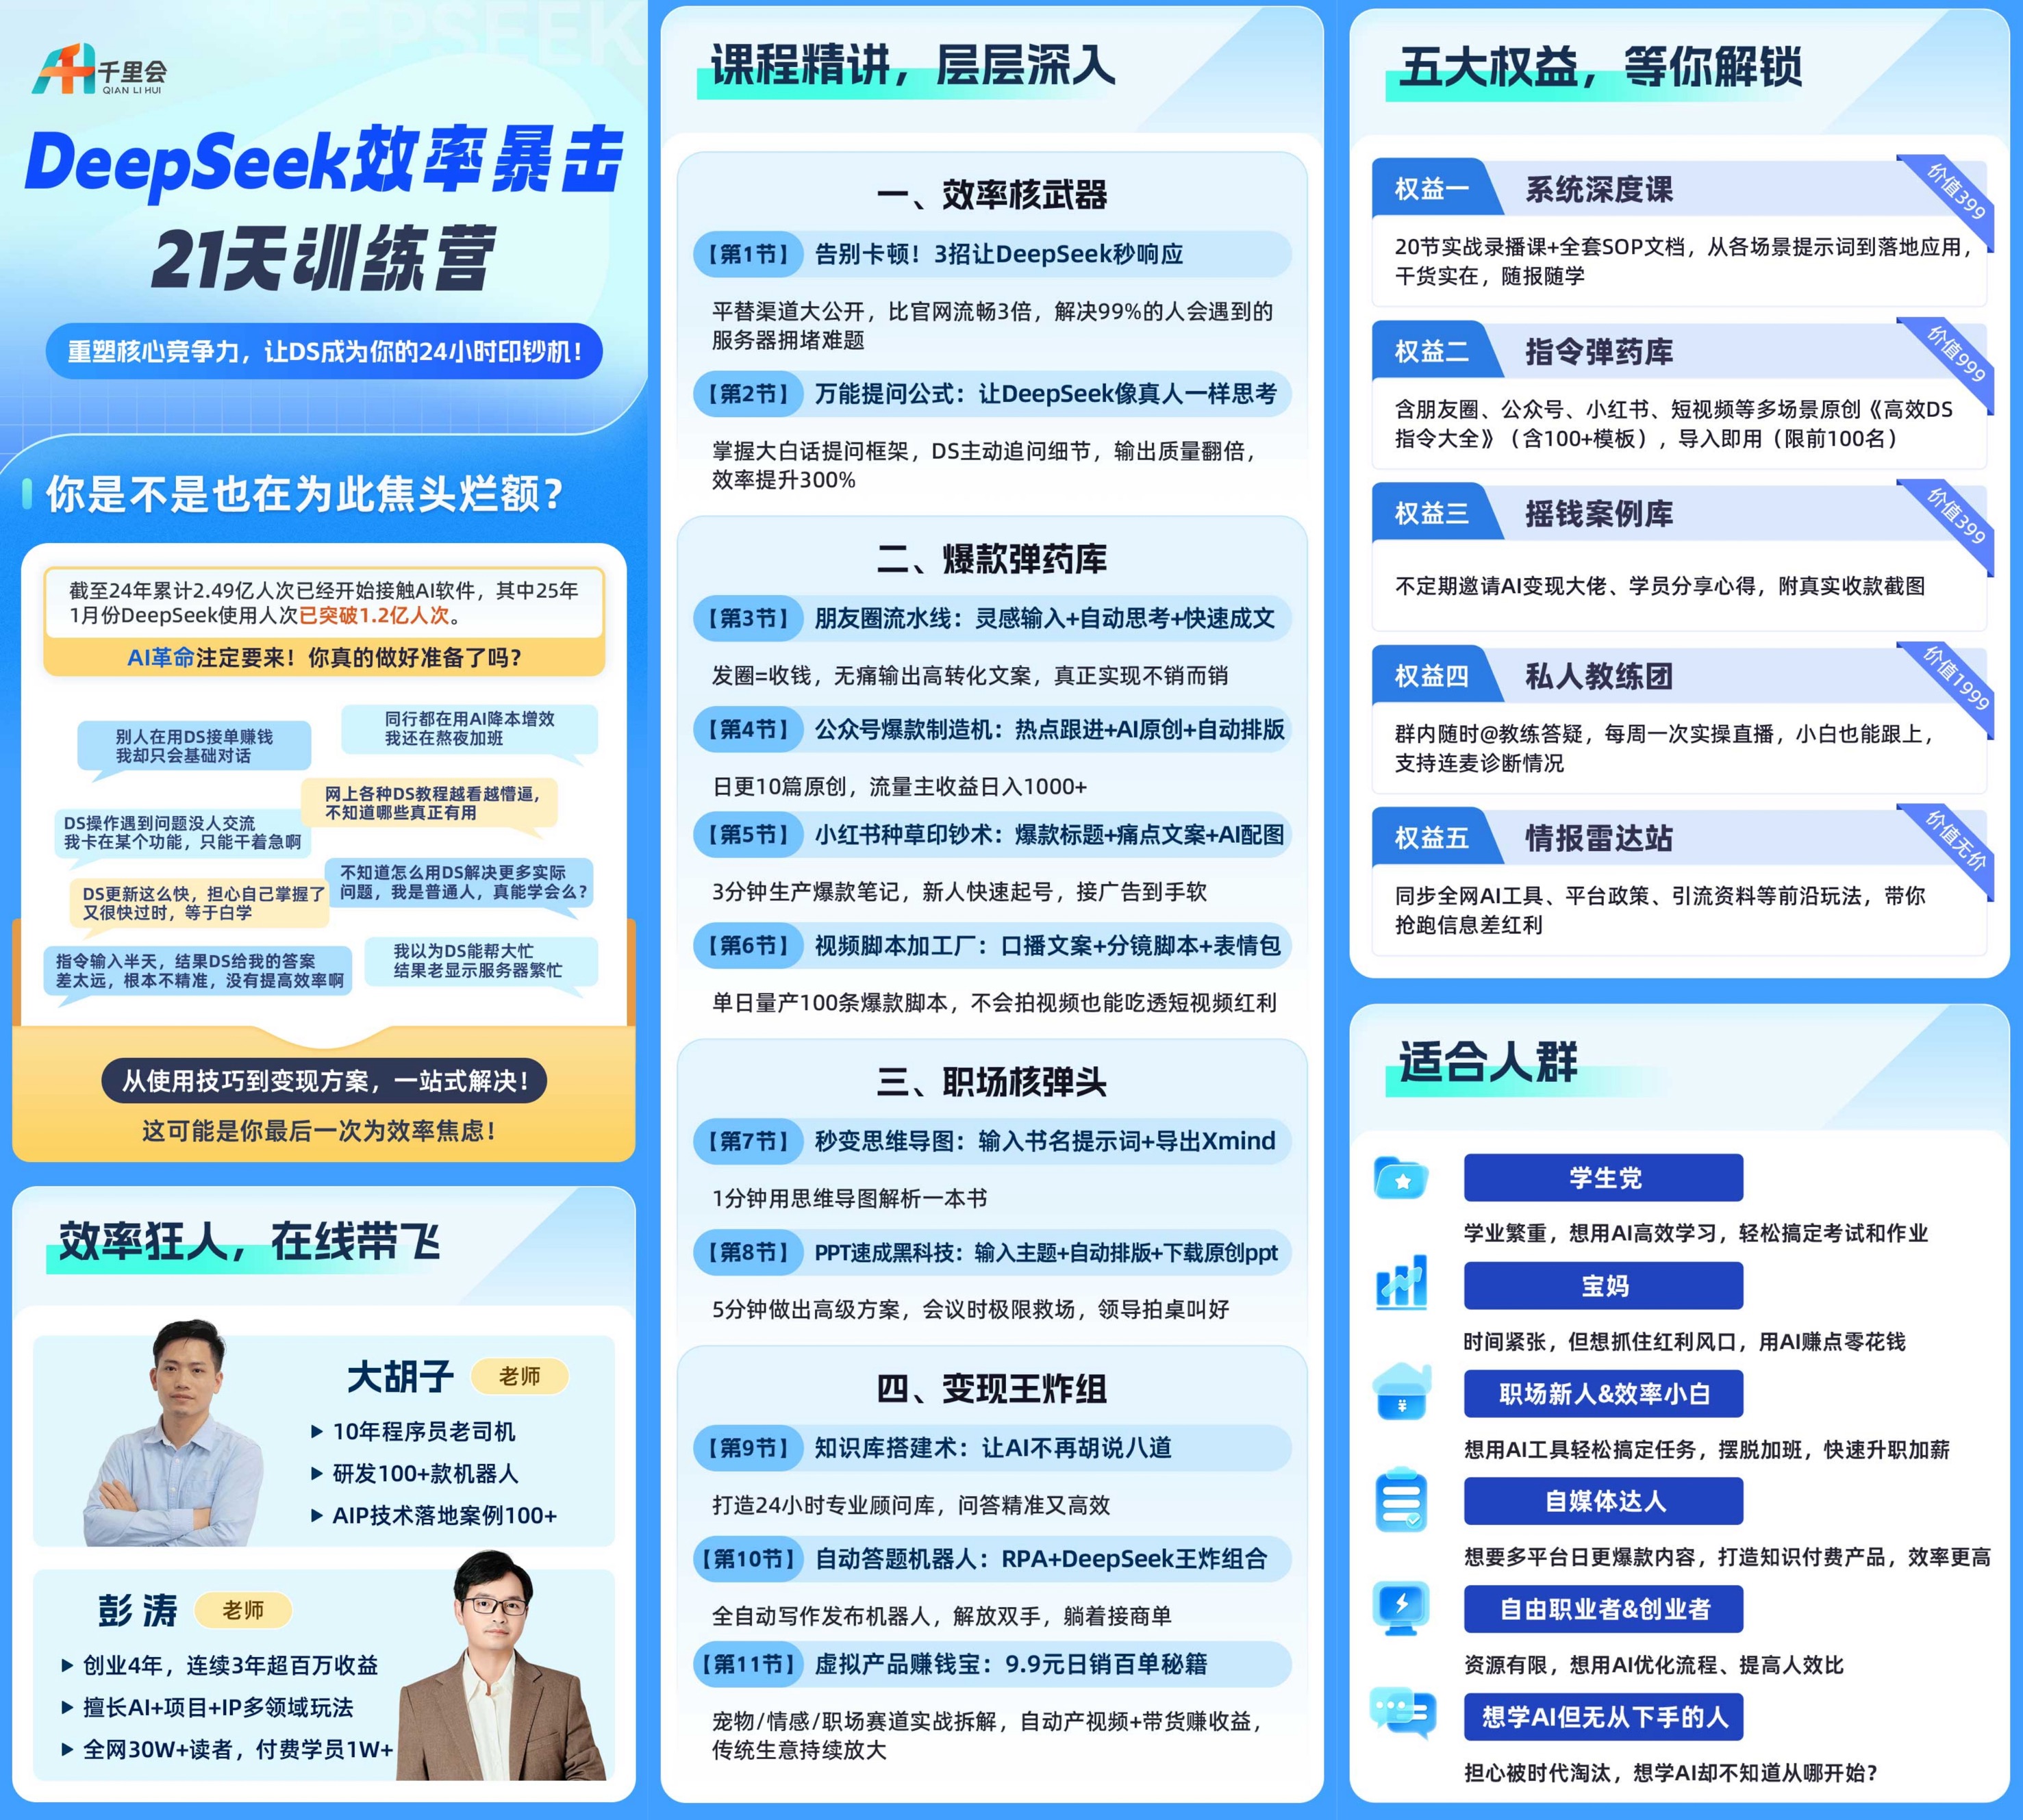 DEEPSEEK
千里会
QIAN LI HUI
DeepSeek效率暴击
21天训练营
重塑核心竞争力，让DS成为你的24小时印钞机！
你是不是也在为此焦头烂额？
截至24年累计2.49亿人次已经开始接触AI软件，其中25年
1月份DeepSeek使用人次已突破1.2亿人次。
AI革命注定要来！你真的做好准备了吗？
别人在用DS接单赚钱
我却只会基础对话
同行都在用AI降本增效
我还在熬夜加班
网上各种DS教程越看越懵逼，
不知道哪些真正有用
DS操作遇到问题没人交流
我卡在某个功能，只能干着急啊
不知道怎么用DS解决更多实际
问题，我是普通人，真能学会么？
DS更新这么快，担心自己掌握了
又很快过时，等于白学
我以为DS能帮大忙
结果老显示服务器繁忙
指令输入半天，结果DS给我的答案
差太远，根本不精准，没有提高效率啊
从使用技巧到变现方案，一站式解决！
这可能是你最后一次为效率焦虑！
效率狂人，在线带飞
大胡子 老师
10年程序员老司机
研发100+款机器人
AIP技术落地案例100+
彭涛 老师
创业4年，连续3年超百万收益
擅长AI+项目+IP多领域玩法
全网30W+读者，付费学员1W+
课程精讲，层层深入
一、效率核武器
【第1节】 告别卡顿！3招让DeepSeek秒响应
平替渠道大公开，比官网流畅3倍，解决99%的人会遇到的
服务器拥堵难题
【第2节】 万能提问公式：让DeepSeek像真人一样思考
掌握大白话提问框架，DS主动追问细节，输出质量翻倍，
效率提升300%
二、爆款弹药库
【第3节】 朋友圈流水线：灵感输入+自动思考+快速成文
发圈=收钱，无痛输出高转化文案，真正实现不销而销
【第4节】 公众号爆款制造机：热点跟进+AI原创+自动排版
日更10篇原创，流量主收益日入1000+
【第5节】 小红书种草印钞术：爆款标题+痛点文案+AI配图
3分钟生产爆款笔记，新人快速起号，接广告到手软
【第6节】 视频脚本加工厂：口播文案+分镜脚本+表情包
单日量产100条爆款脚本，不会拍视频也能吃透短视频红利
三、职场核弹头
【第7节】 秒变思维导图：输入书名提示词+导出Xmind
1分钟用思维导图解析一本书
【第8节】 PPT速成黑科技：输入主题+自动排版+下载原创ppt
5分钟做出高级方案，会议时极限救场，领导拍桌叫好
四、变现王炸组
【第9节】 知识库搭建术：让AI不再胡说八道
打造24小时专业顾问库，问答精准又高效
【第10节】 自动答题机器人：RPA+DeepSeek王炸组合
全自动写作发布机器人，解放双手，躺着接商单
【第11节】 虚拟产品赚钱宝：9.9元日销百单秘籍
宠物/情感/职场赛道实战拆解，自动产视频+带货赚收益，
传统生意持续放大
五大权益，等你解锁
权益一 系统深度课 价值399
20节实战录播课+全套SOP文档，从各场景提示词到落地应用，
干货实在，随报随学
权益二 指令弹药库 价值999
含朋友圈、公众号、小红书、短视频等多场景原创《高效DS
指令大全》（含100+模板），导入即用（限前100名）
权益三 摇钱案例库 价值399
不定期邀请AI变现大佬、学员分享心得，附真实收款截图
权益四 私人教练团 价值1999
群内随时@教练答疑，每周一次实操直播，小白也能跟上，
支持连麦诊断情况
权益五 情报雷达站 价值无价
同步全网AI工具、平台政策、引流资料等前沿玩法，带你
抢跑信息差红利
适合人群
学生党
学业繁重，想用AI高效学习，轻松搞定考试和作业
宝妈
时间紧张，但想抓住红利风口，用AI赚点零花钱
职场新人&效率小白
想用AI工具轻松搞定任务，摆脱加班，快速升职加薪
自媒体达人
想要多平台日更爆款内容，打造知识付费产品，效率更高
自由职业者&创业者
资源有限，想用AI优化流程、提高人效比
想学AI但无从下手的人
担心被时代淘汰，想学AI却不知道从哪开始？